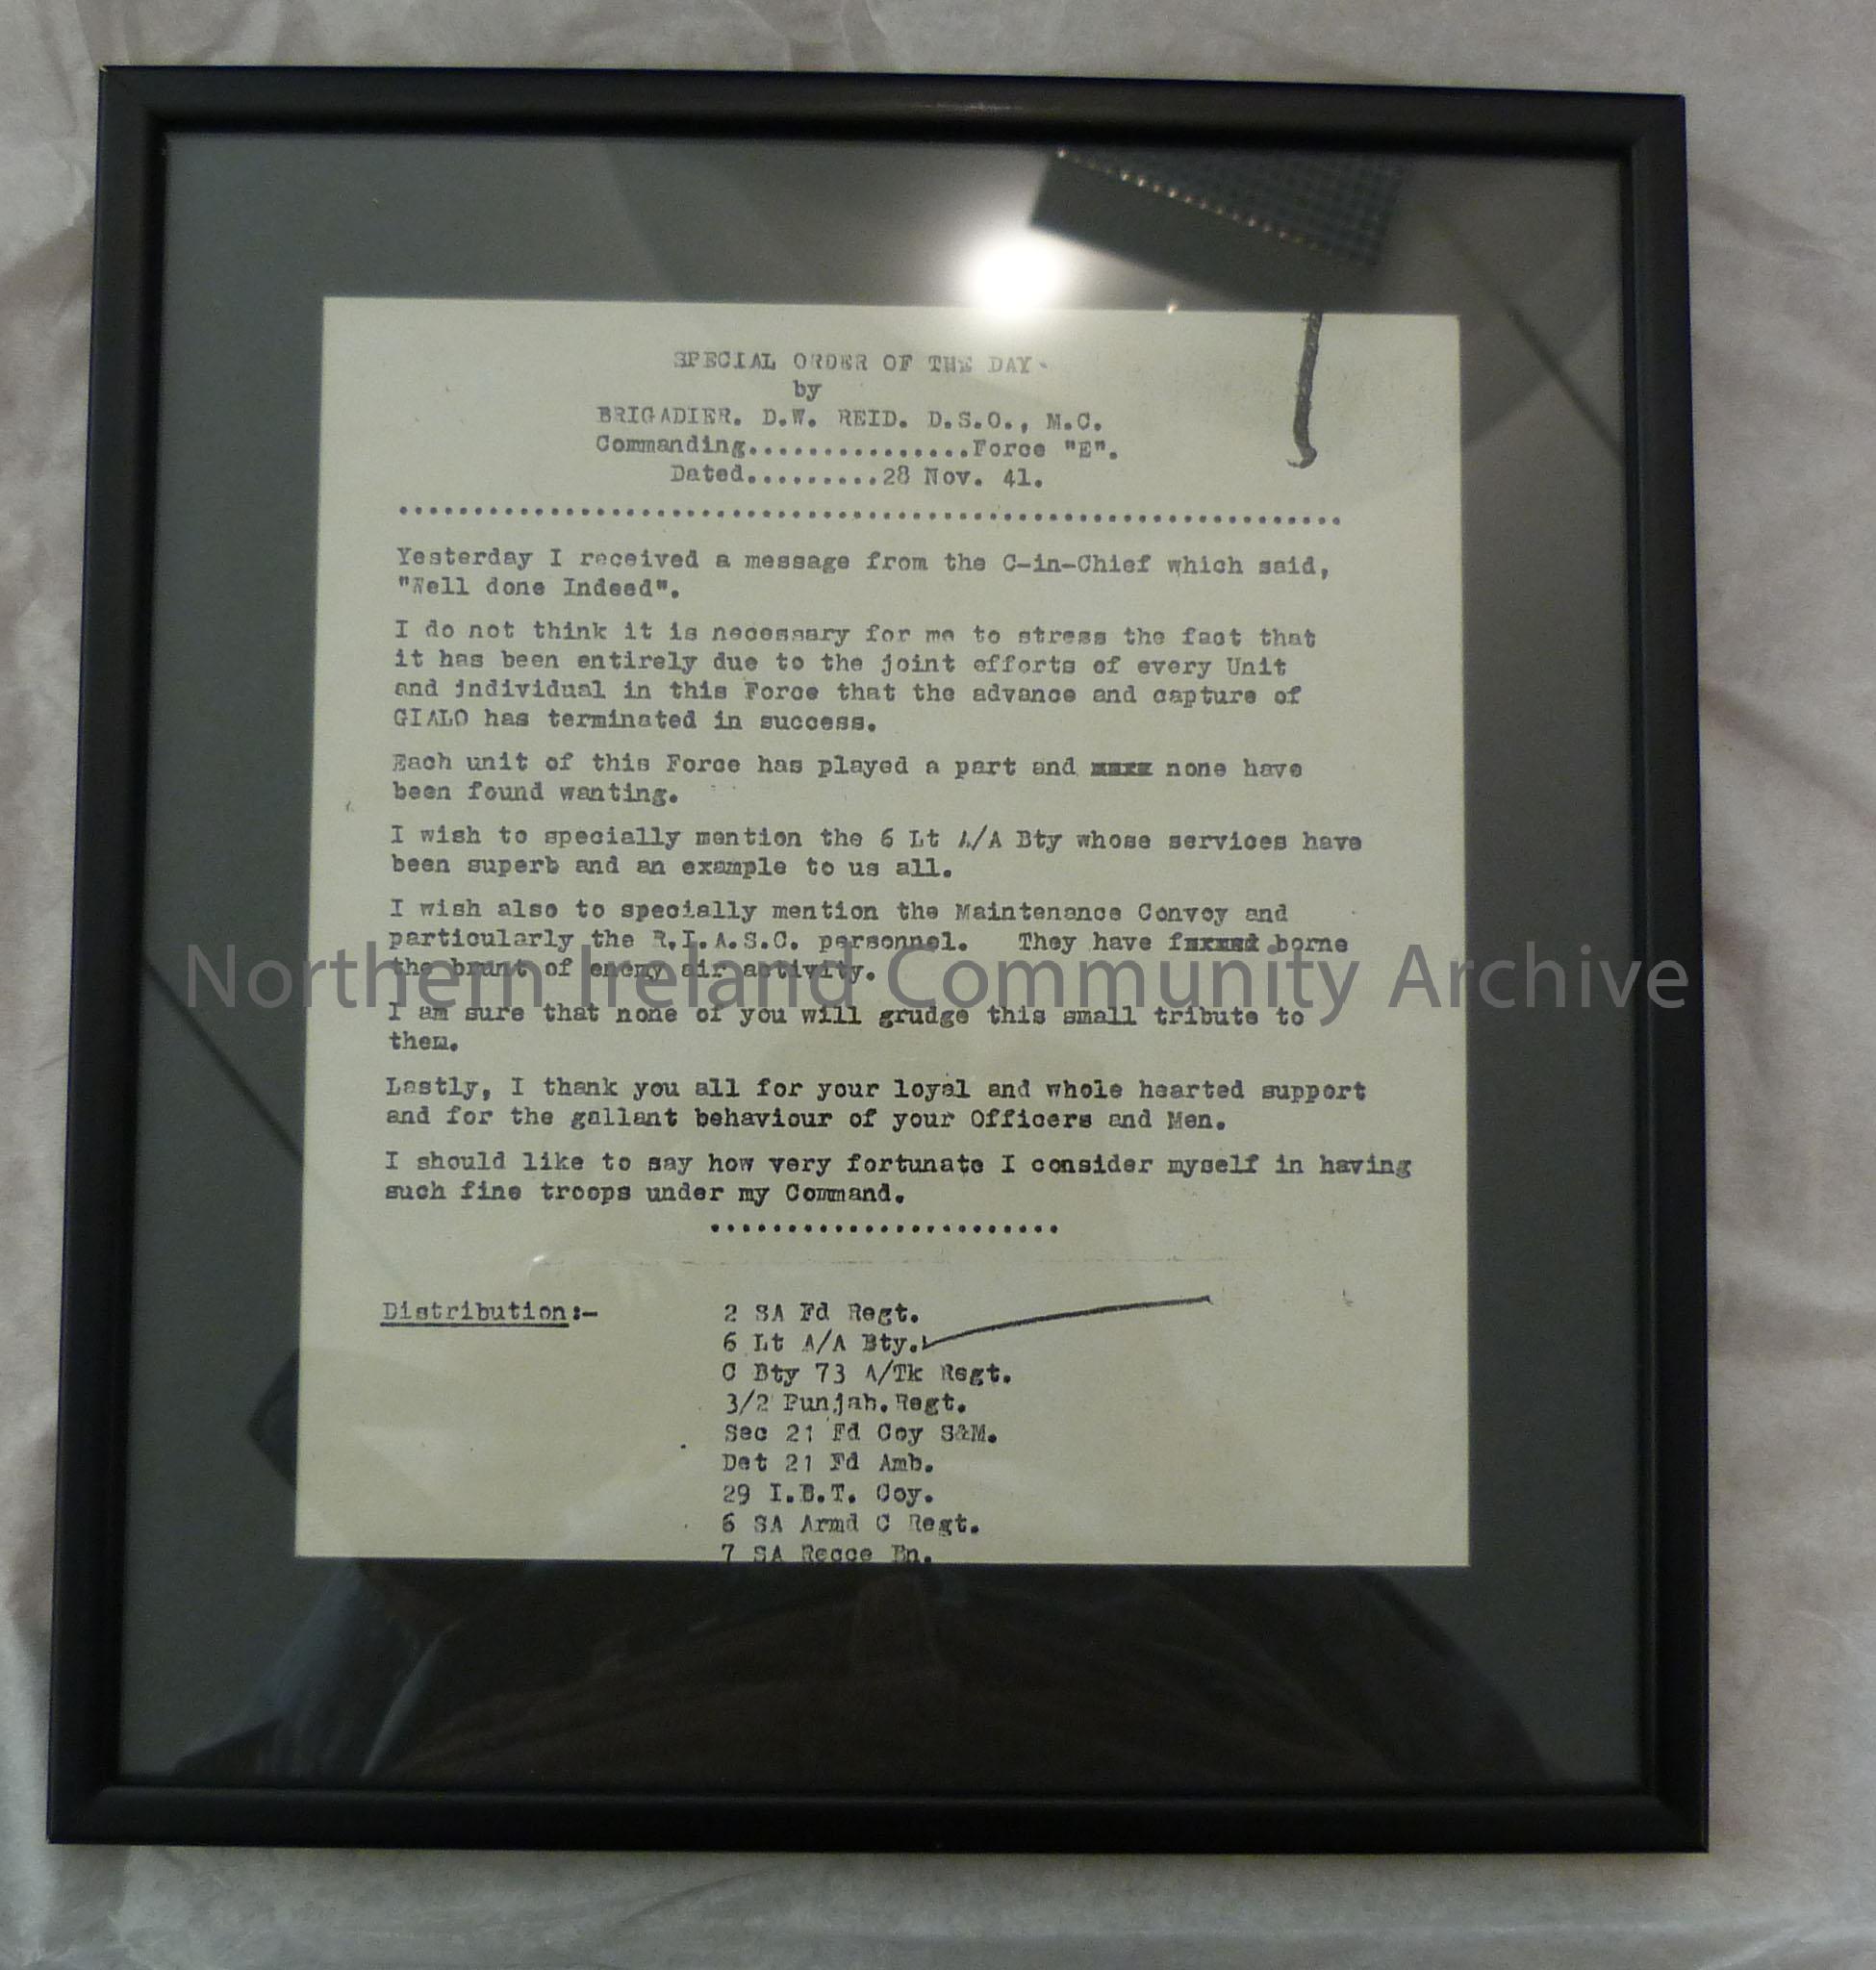 SPECIAL ORDER OF THE DAY.
by
BRIGADIER. D.W. REID. D.S.O., M.C.
Commanding...............Force "E".
Dated.........28 Nov. 41.
Yesterday I received a message from the C-in-Chief which said,
"Well done Indeed".
I do not think it is necessary for me to stress the fact that
it has been entirely due to the joint efforts of every Unit
and individual in this Force that the advance and capture of
GIALO has terminated in success.
Each unit of this Force has played a part and none have
been found wanting.
I wish to specially mention the 6 Lt A/A Bty whose services have
been superb and an example to us all.
I wish also to specially mention the Maintenance Convoy and
particularly the R.I.A.S.C. personnel. They have borne
the brunt of enemy air activity.
Northern Ireland Community Archive
I am sure that none of you will grudge this small tribute to
them.
Lastly, I thank you all for your loyal and whole hearted support
and for the gallant behaviour of your Officers and Men.
I should like to say how very fortunate I consider myself in having
such fine troops under my Command.
.......................
Distribution:- 2 SA Fd Regt.
6 Lt A/A Bty.
C Bty 73 A/Tk Regt.
3/2 Punjab.Regt.
Sec 21 Fd Coy S&M.
Det 21 Fd Amb.
29 I.B.T. Coy.
6 SA Armd C Regt.
7 SA Recce Bn.